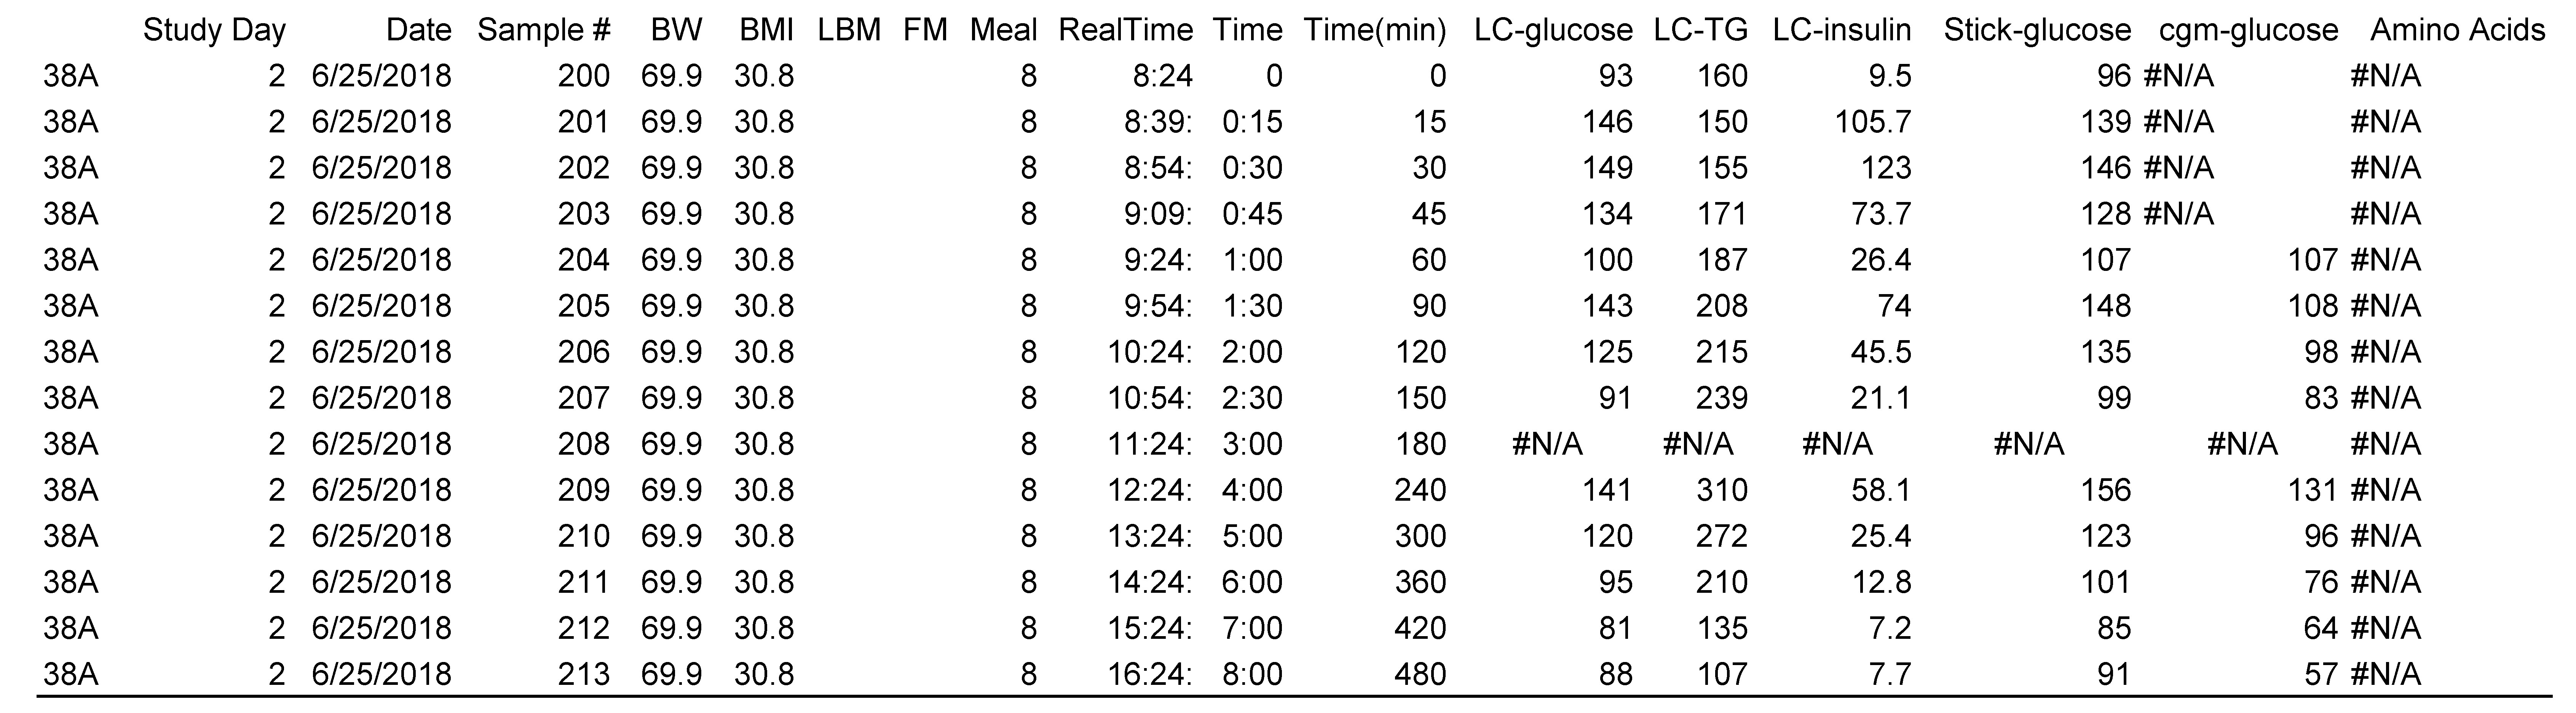 Study Day Date Sample # BW BMI LBM FM Meal RealTime Time Time(min) LC-glucose LC-TG LC-insulin Stick-glucose cgm-glucose Amino Acids
38A 2 6/25/2018 200 69.9 30.8 8 8:24 0 0 93 160 9.5 96 #N/A #N/A
38A 2 6/25/2018 201 69.9 30.8 8 8:39: 0:15 15 146 150 105.7 139 #N/A #N/A
38A 2 6/25/2018 202 69.9 30.8 8 8:54: 0:30 30 149 155 123 146 #N/A #N/A
38A 2 6/25/2018 203 69.9 30.8 8 9:09: 0:45 45 134 171 73.7 128 #N/A #N/A
38A 2 6/25/2018 204 69.9 30.8 8 9:24: 1:00 60 100 187 26.4 107 107 #N/A
38A 2 6/25/2018 205 69.9 30.8 8 9:54: 1:30 90 143 208 74 148 108 #N/A
38A 2 6/25/2018 206 69.9 30.8 8 10:24: 2:00 120 125 215 45.5 135 98 #N/A
38A 2 6/25/2018 207 69.9 30.8 8 10:54: 2:30 150 91 239 21.1 99 83 #N/A
38A 2 6/25/2018 208 69.9 30.8 8 11:24: 3:00 180 #N/A #N/A #N/A #N/A #N/A #N/A
38A 2 6/25/2018 209 69.9 30.8 8 12:24: 4:00 240 141 310 58.1 156 131 #N/A
38A 2 6/25/2018 210 69.9 30.8 8 13:24: 5:00 300 120 272 25.4 123 96 #N/A
38A 2 6/25/2018 211 69.9 30.8 8 14:24: 6:00 360 95 210 12.8 101 76 #N/A
38A 2 6/25/2018 212 69.9 30.8 8 15:24: 7:00 420 81 135 7.2 85 64 #N/A
38A 2 6/25/2018 213 69.9 30.8 8 16:24: 8:00 480 88 107 7.7 91 57 #N/A